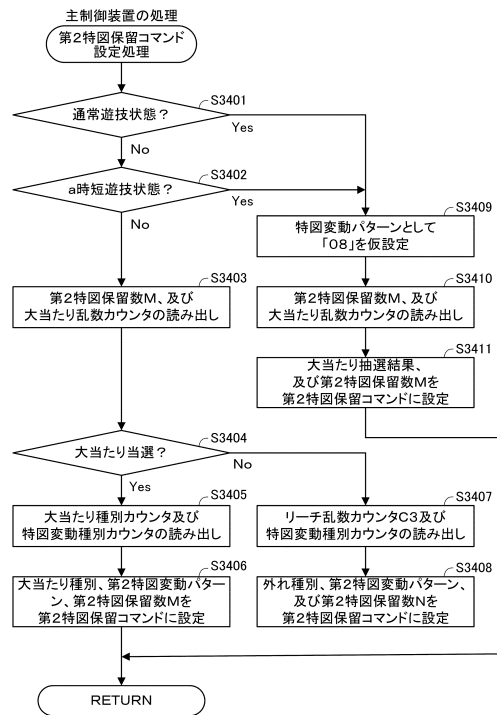 主制御装置の処理
第2特図保留コマンド
設定処理
S3401
通常遊技状態？
Yes
No
S3402
a時短遊技状態？
Yes
No
S3409
特図変動パターンとして
「08」を仮設定
S3403
第2特図保留数M、及び
大当たり乱数カウンタの読み出し
S3410
第2特図保留数M、及び
大当たり乱数カウンタの読み出し
S3411
大当たり抽選結果、
及び第2特図保留数Mを
第2特図保留コマンドに設定
S3404
大当たり当選？
No
Yes
S3405
大当たり種別カウンタ及び
特図変動種別カウンタの読み出し
S3407
リーチ乱数カウンタC3及び
特図変動種別カウンタの読み出し
S3406
大当たり種別、第2特図変動パター
ン、第2特図保留数Mを
第2特図保留コマンドに設定
S3408
外れ種別、第2特図変動パターン、
及び第2特図保留数Nを
第2特図保留コマンドに設定
RETURN